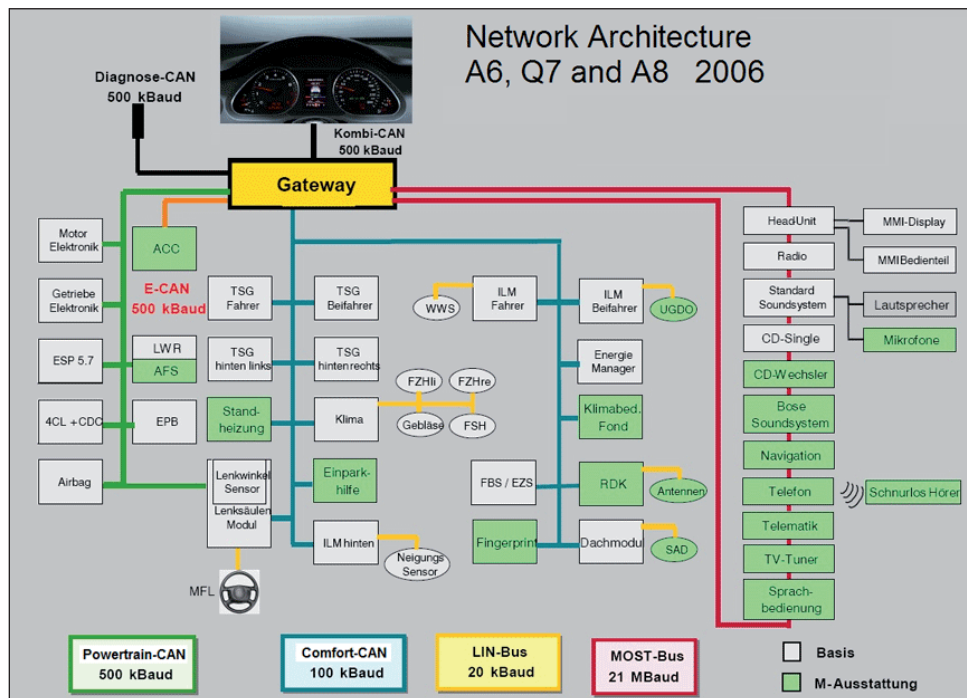 Network Architecture
A6, Q7 and A8 2006
Diagnose-CAN
500 kBaud
Kombi-CAN
500 kBaud
Gateway
Motor
Elektronik
ACC
E-CAN
500 kBaud
Getriebe
Elektronik
ESP 5.7
LWR
AFS
4CL +CDC
EPB
Airbag
Lenkwinkel
Sensor
Lenksäulen
Modul
MFL
TSG
Fahrer
TSG
Beifahrer
TSG
hinten links
TSG
hintenrechts
Stand-
heizung
Klima
FZHli
FZHre
Gebläse
FSH
Einpark-
hilfe
ILM hinten
Neigungs
Sensor
WWS
ILM
Fahrer
ILM
Beifahrer
UGDO
Energie
Manager
Klimabed.
Fond
FBS / EZS
RDK
Antennen
Fingerprint
Dachmodu
SAD
HeadUnit
MMI-Display
MMIBedienteil
Radio
Standard
Soundsystem
Lautsprecher
Mikrofone
CD-Single
CD-Wechsler
Bose
Soundsystem
Navigation
Telefon
Schnurlos Hörer
Telematik
TV-Tuner
Sprach-
bedienung
Powertrain-CAN
500 kBaud
Comfort-CAN
100 kBaud
LIN-Bus
20 kBaud
MOST-Bus
21 MBaud
Basis
M-Ausstattung